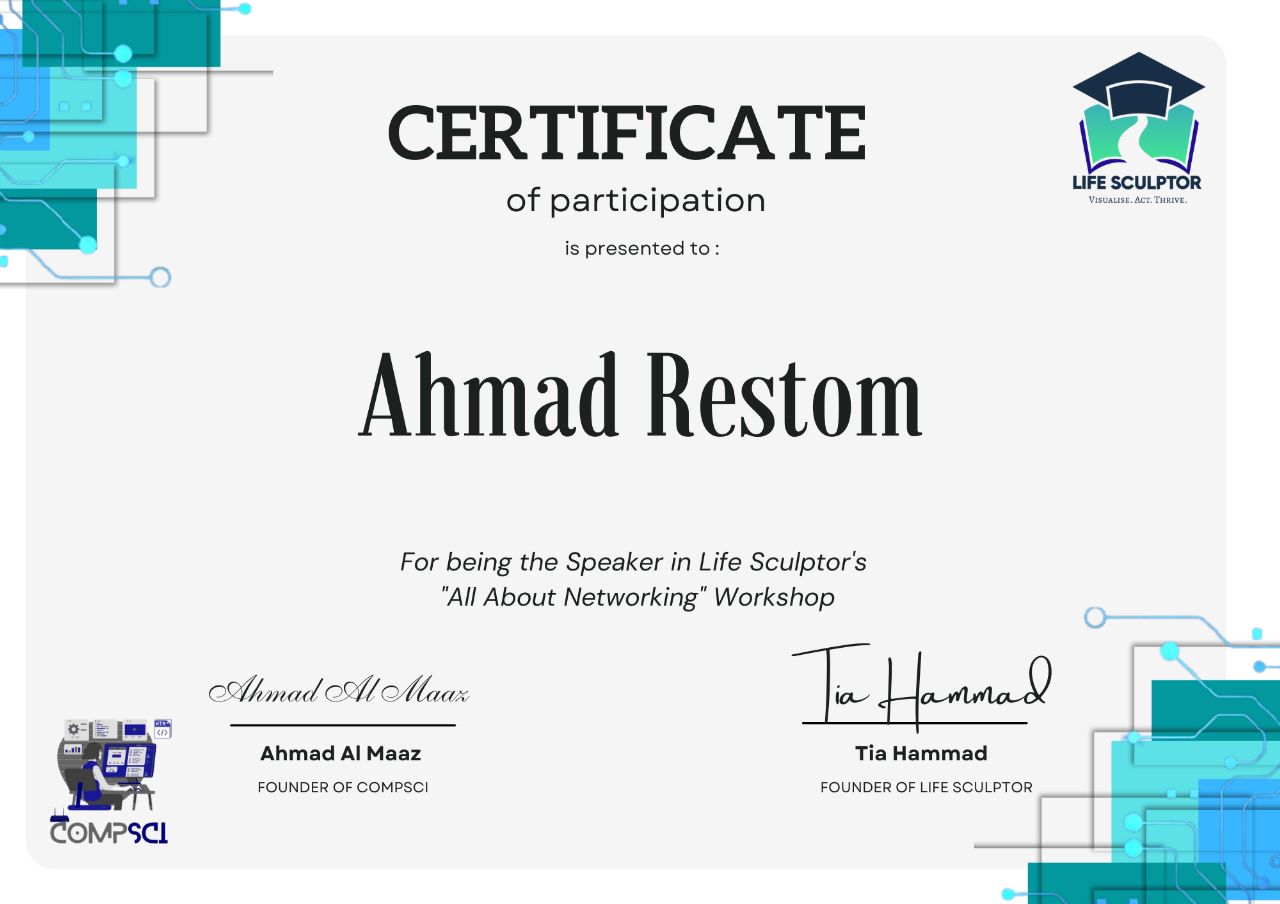 CERTIFICATE
of participation
is presented to :
LIFE SCULPTOR
VISUALISE. ACT. THRIVE.
Ahmad Restom
For being the Speaker in Life Sculptor's
"All About Networking" Workshop
Ahmad Al Maaz
Ahmad Al Maaz
FOUNDER OF COMPSCI
Tia Hammad
Tia Hammad
FOUNDER OF LIFE SCULPTOR
HTML
</>
COMPSCI